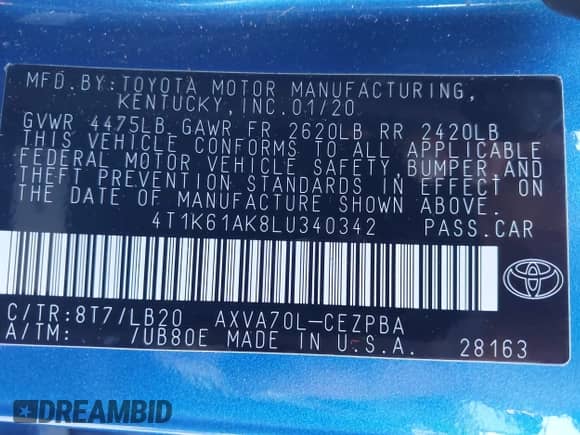 MFD.BY:TOYOTA MOTOR MANUFACTURING,
KENTUCKY,INC.01/20
GVWR 4475LB GAWR FR 2620LB RR 2420LB
THIS VEHICLE CONFORMS TO ALL APPLICABLE
FEDERAL MOTOR VEHICLE SAFETY,BUMPER,AND
THEFT PREVENTION STANDARDS IN EFFECT ON
THE DATE OF MANUFACTURE SHOWN ABOVE.
4T1K61AK8LU340342 PASS.CAR
C/TR:8T7/LB20 AXVA70L-CEZPBA
A/TM: /UB80E MADE IN U.S.A. 28163
DREAMBID